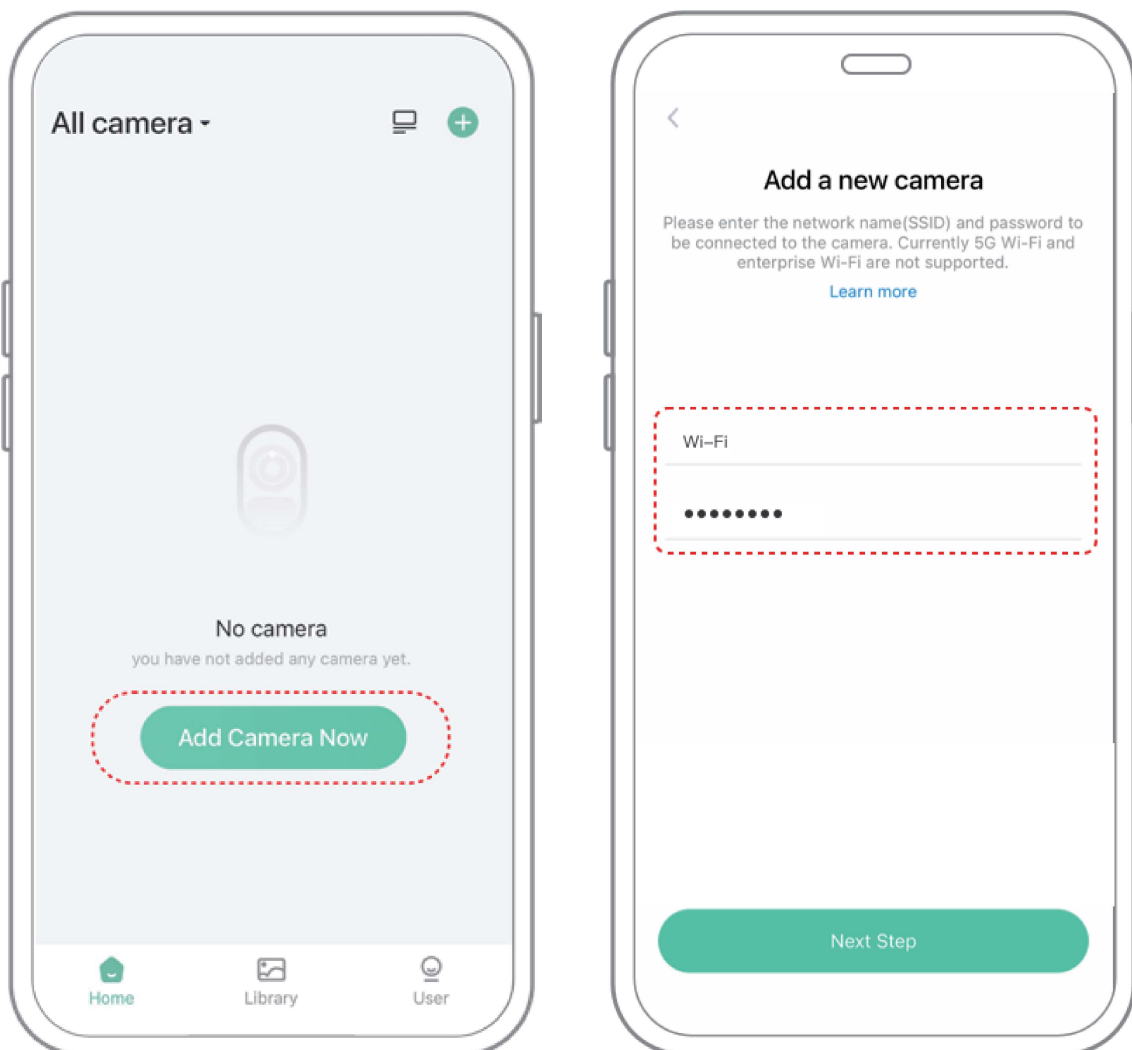 All camera
No camera
you have not added any camera yet.
Add Camera Now
Home
Library
User
Add a new camera
Please enter the network name(SSID) and password to
be connected to the camera. Currently 5G Wi-Fi and
enterprise Wi-Fi are not supported.
Learn more
Wi–Fi
••••••••
Next Step